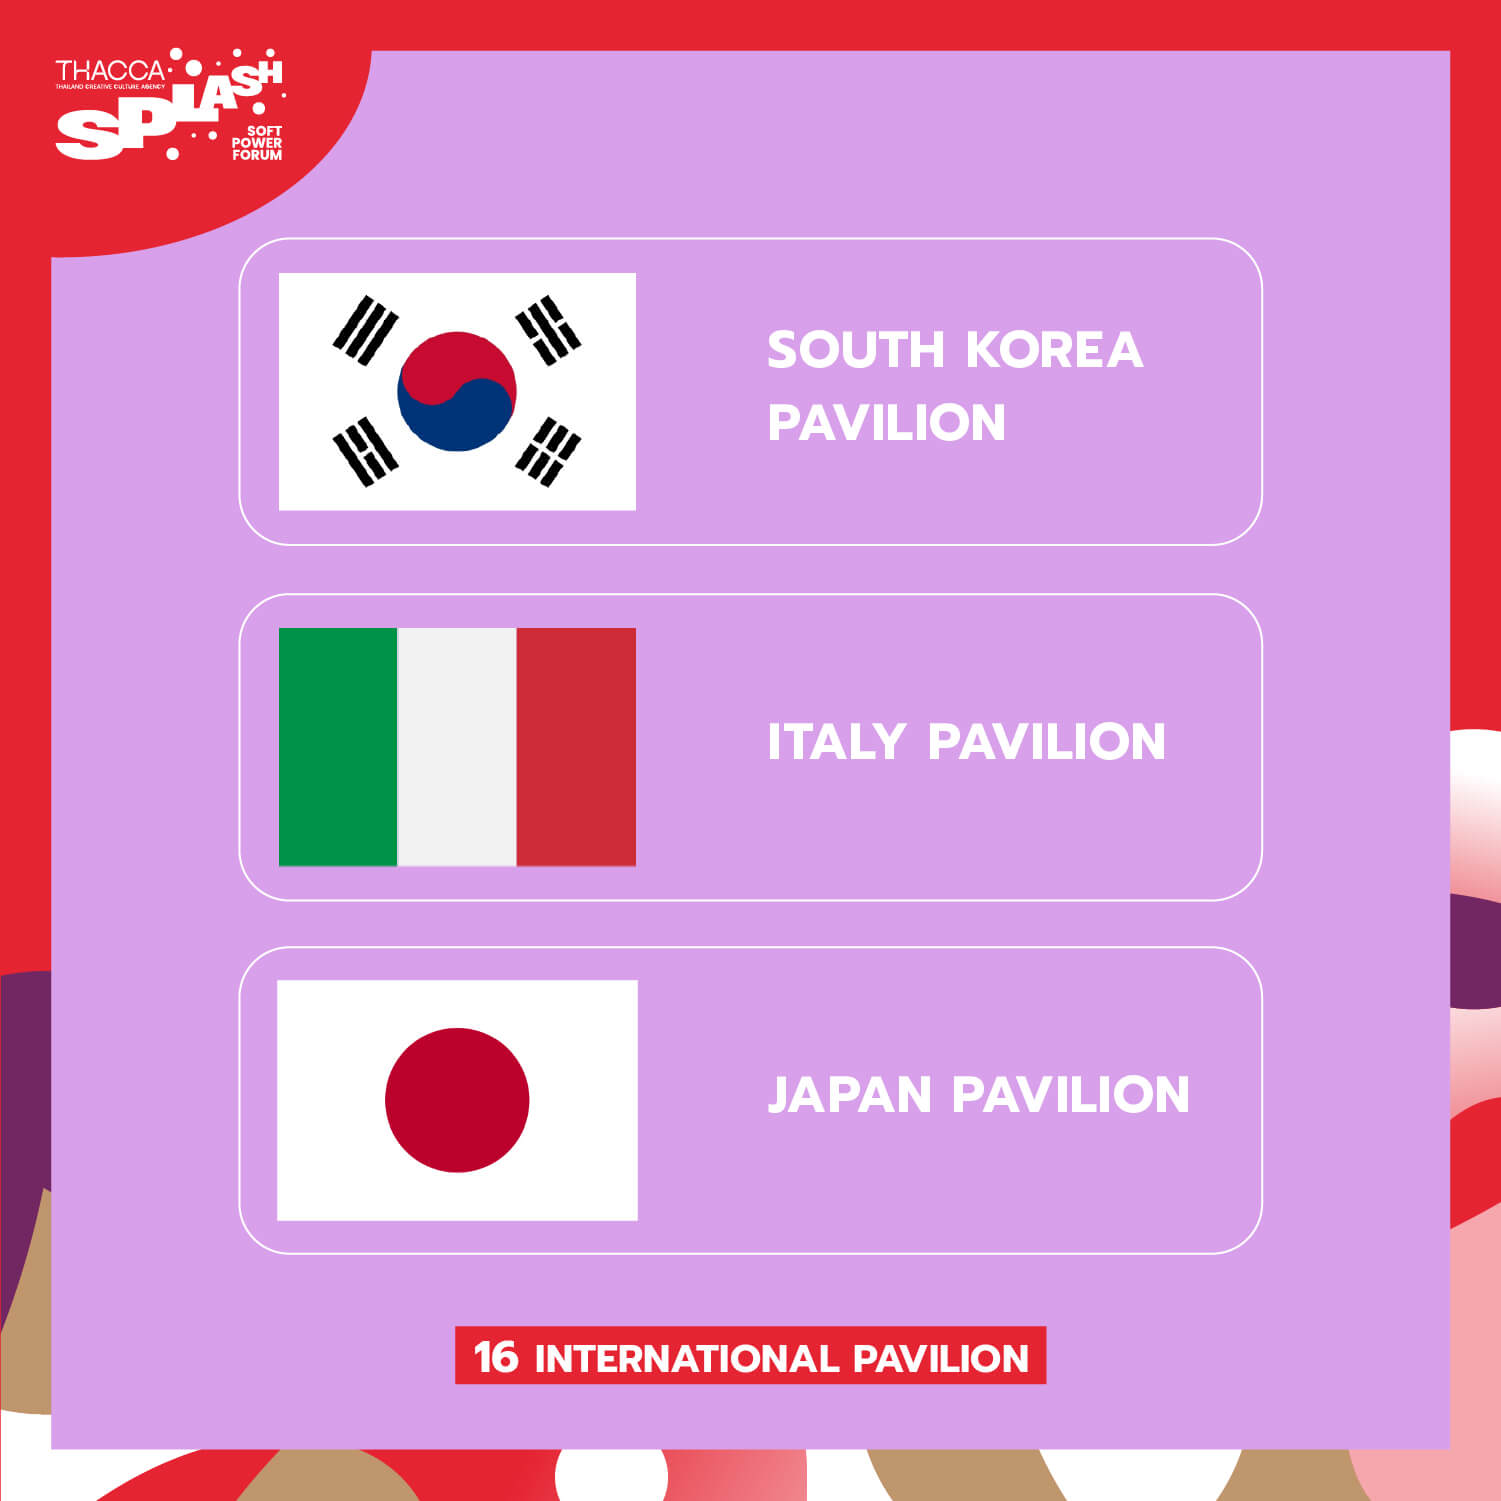 THACCA
THAILAND CREATIVE CULTURE AGENCY
SPLASH
SOFT
POWER
FORUM
SOUTH KOREA
PAVILION
ITALY PAVILION
JAPAN PAVILION
16 INTERNATIONAL PAVILION